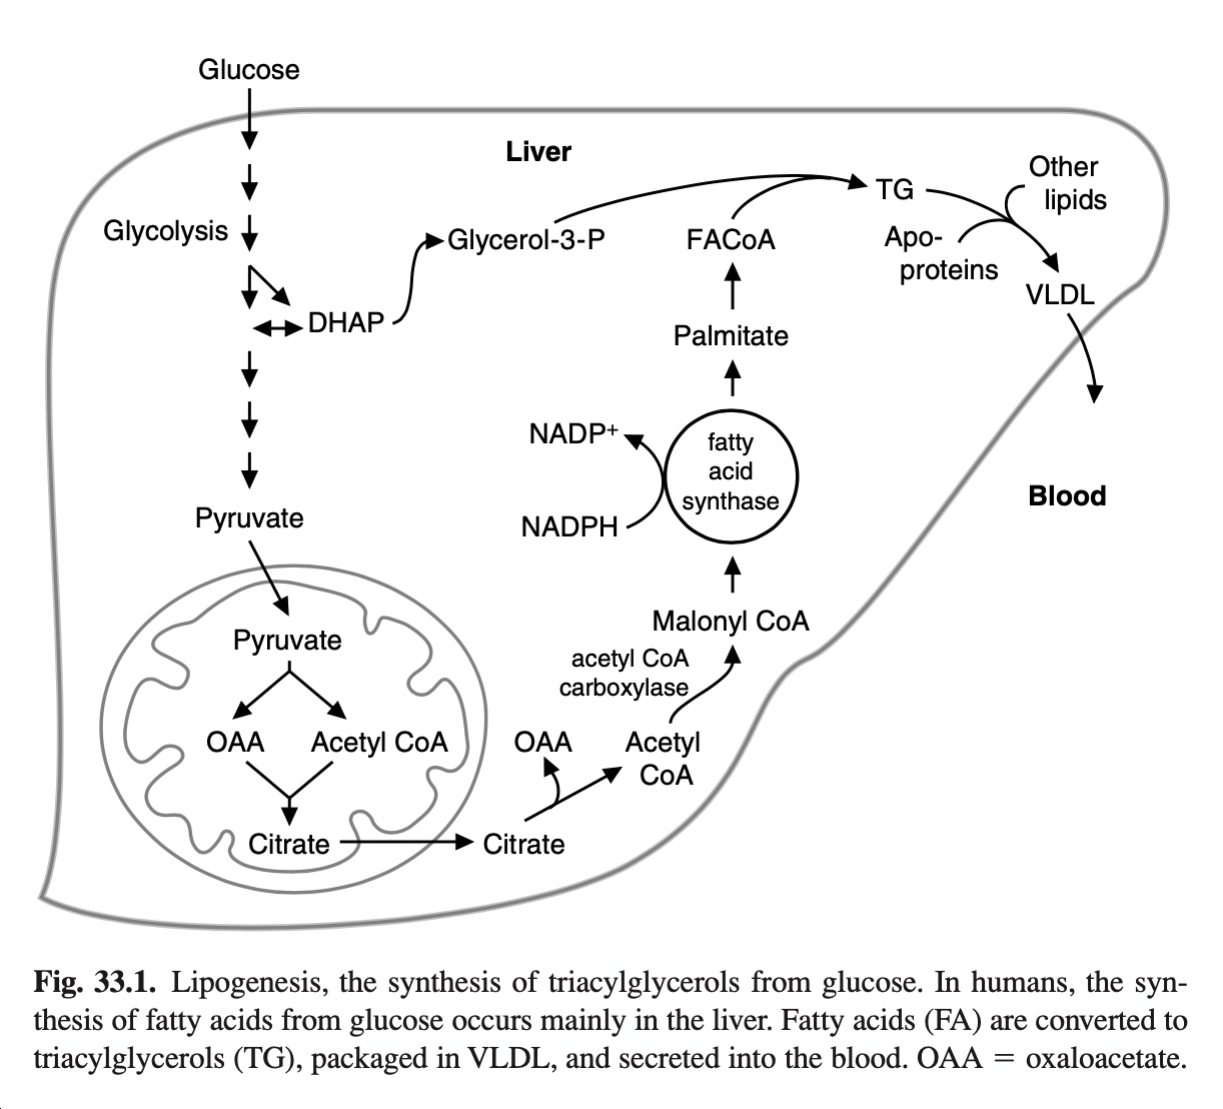 Glucose
Liver
Other
lipids
TG
Glycolysis
Glycerol-3-P
FACoA
Apo-
proteins
VLDL
DHAP
Palmitate
NADP+
fatty
acid
synthase
NADPH
Blood
Pyruvate
Malonyl CoA
Pyruvate
acetyl CoA
carboxylase
OAA
Acetyl CoA
OAA
Acetyl
CoA
Citrate
Citrate
Fig. 33.1. Lipogenesis, the synthesis of triacylglycerols from glucose. In humans, the syn-
thesis of fatty acids from glucose occurs mainly in the liver. Fatty acids (FA) are converted to
triacylglycerols (TG), packaged in VLDL, and secreted into the blood. OAA = oxaloacetate.